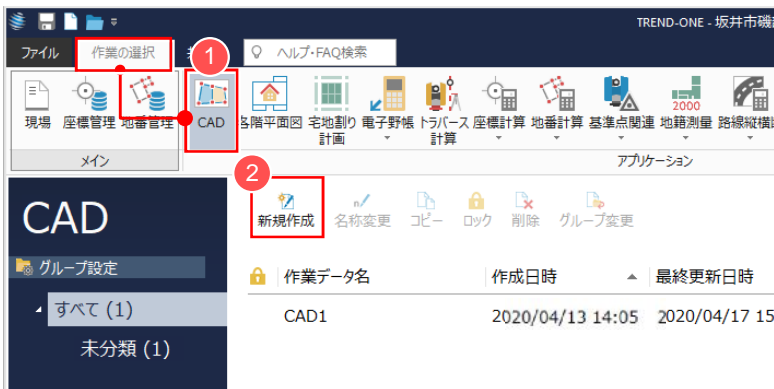 TREND-ONE - 坂井市磯
ファイル 作業の選択 ヘルプ・FAQ検索
1
現場 座標管理 地番管理 CAD 各階平面図 宅地割り計画 電子野帳 トラバース計算 座標計算 地番計算 基準点関連 地籍測量 路線縦横
2000
メイン アプリケーション
2
CAD
新規作成 名称変更 コピー ロック 削除 グループ変更
グループ設定
作業データ名 作成日時 最終更新日時
すべて (1)
CAD1 2020/04/13 14:05 2020/04/17 15
未分類 (1)